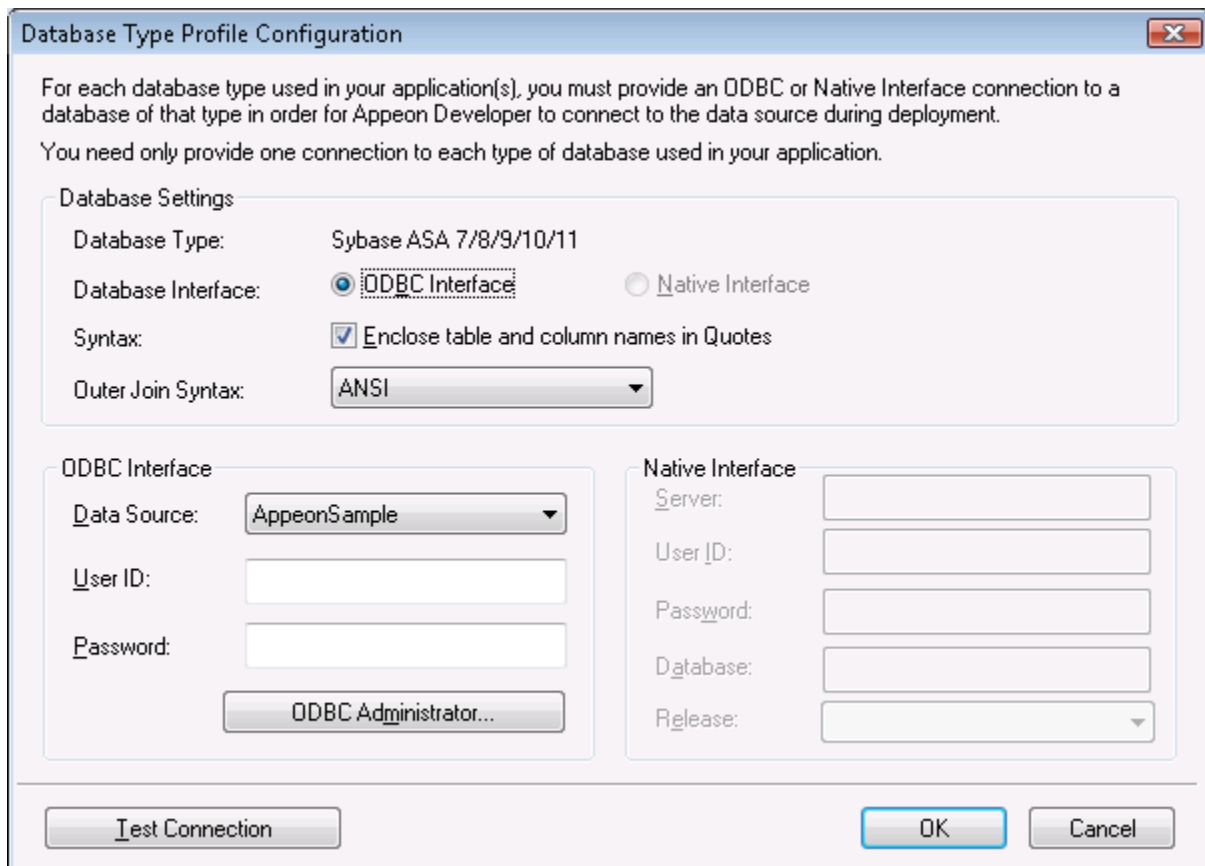 Database Type Profile Configuration
For each database type used in your application(s), you must provide an ODBC or Native Interface connection to a
database of that type in order for Appeon Developer to connect to the data source during deployment.
You need only provide one connection to each type of database used in your application.
Database Settings
Database Type: Sybase ASA 7/8/9/10/11
Database Interface: ODBC Interface Native Interface
Syntax: Enclose table and column names in Quotes
Outer Join Syntax: ANSI
ODBC Interface
Data Source: AppeonSample
User ID:
Password:
ODBC Administrator...
Native Interface
Server:
User ID:
Password:
Database:
Release:
Test Connection OK Cancel